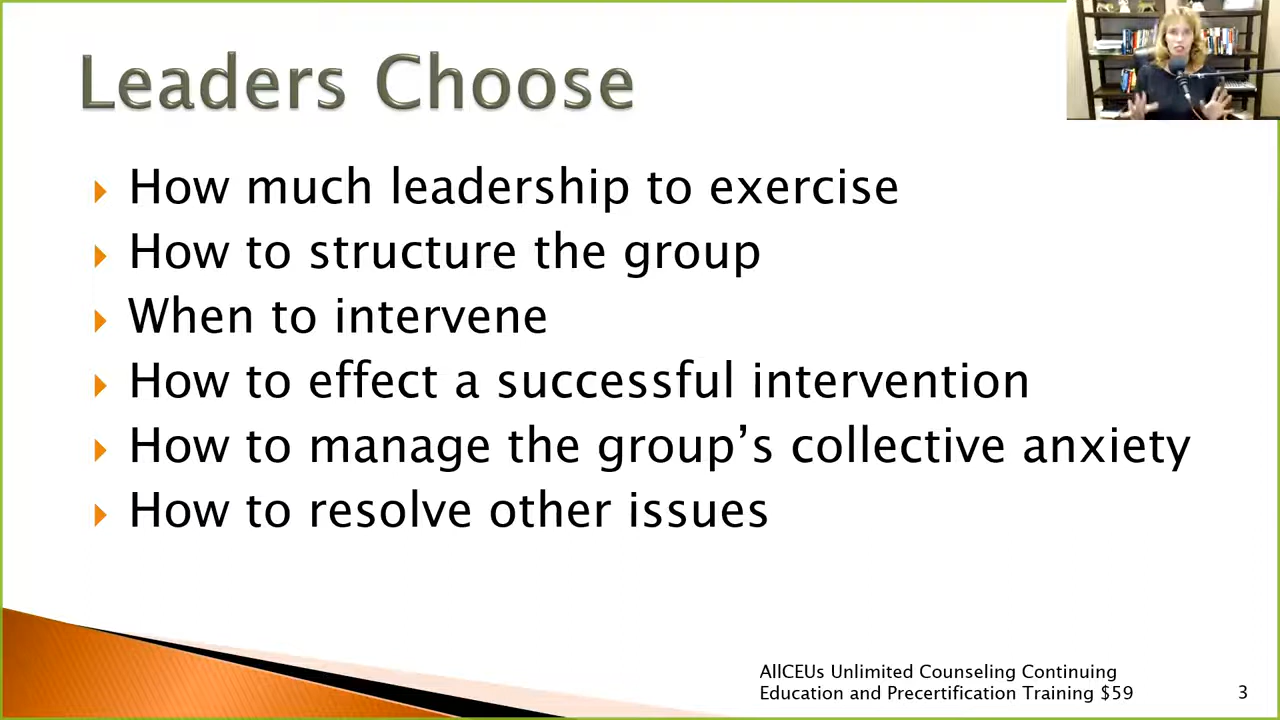 Leaders Choose
How much leadership to exercise
How to structure the group
When to intervene
How to effect a successful intervention
How to manage the group’s collective anxiety
How to resolve other issues
AllCEUs Unlimited Counseling Continuing
Education and Precertification Training $59
3